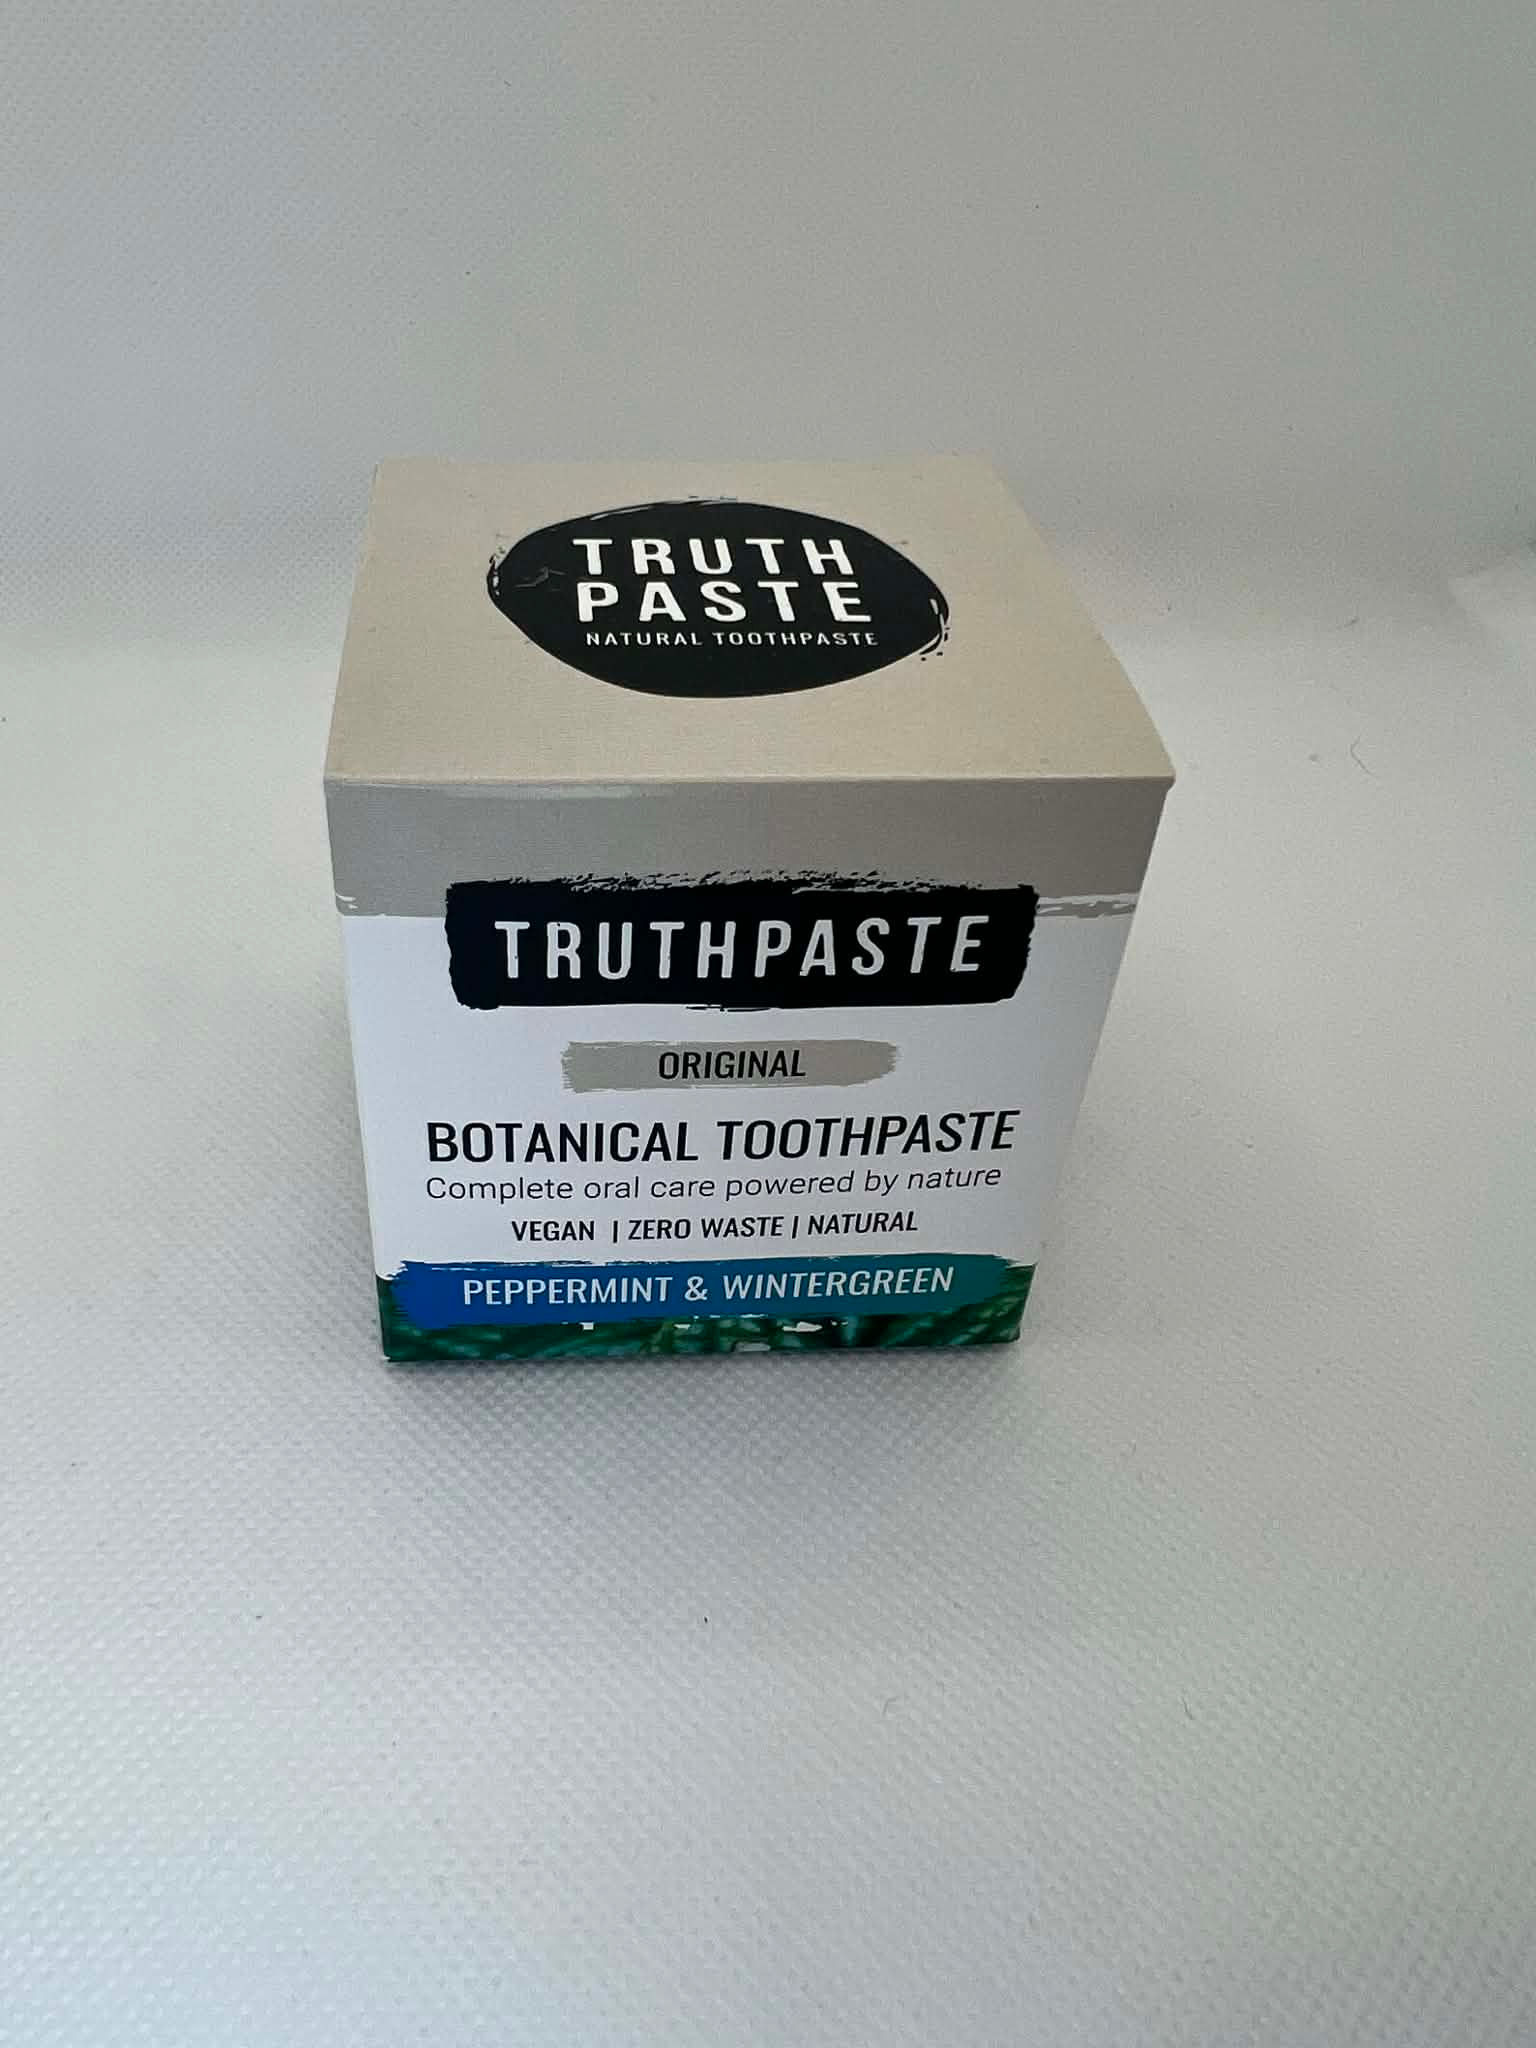 TRUTH
PASTE
NATURAL TOOTHPASTE
TRUTHPASTE
ORIGINAL
BOTANICAL TOOTHPASTE
Complete oral care powered by nature
VEGAN | ZERO WASTE | NATURAL
PEPPERMINT & WINTERGREEN